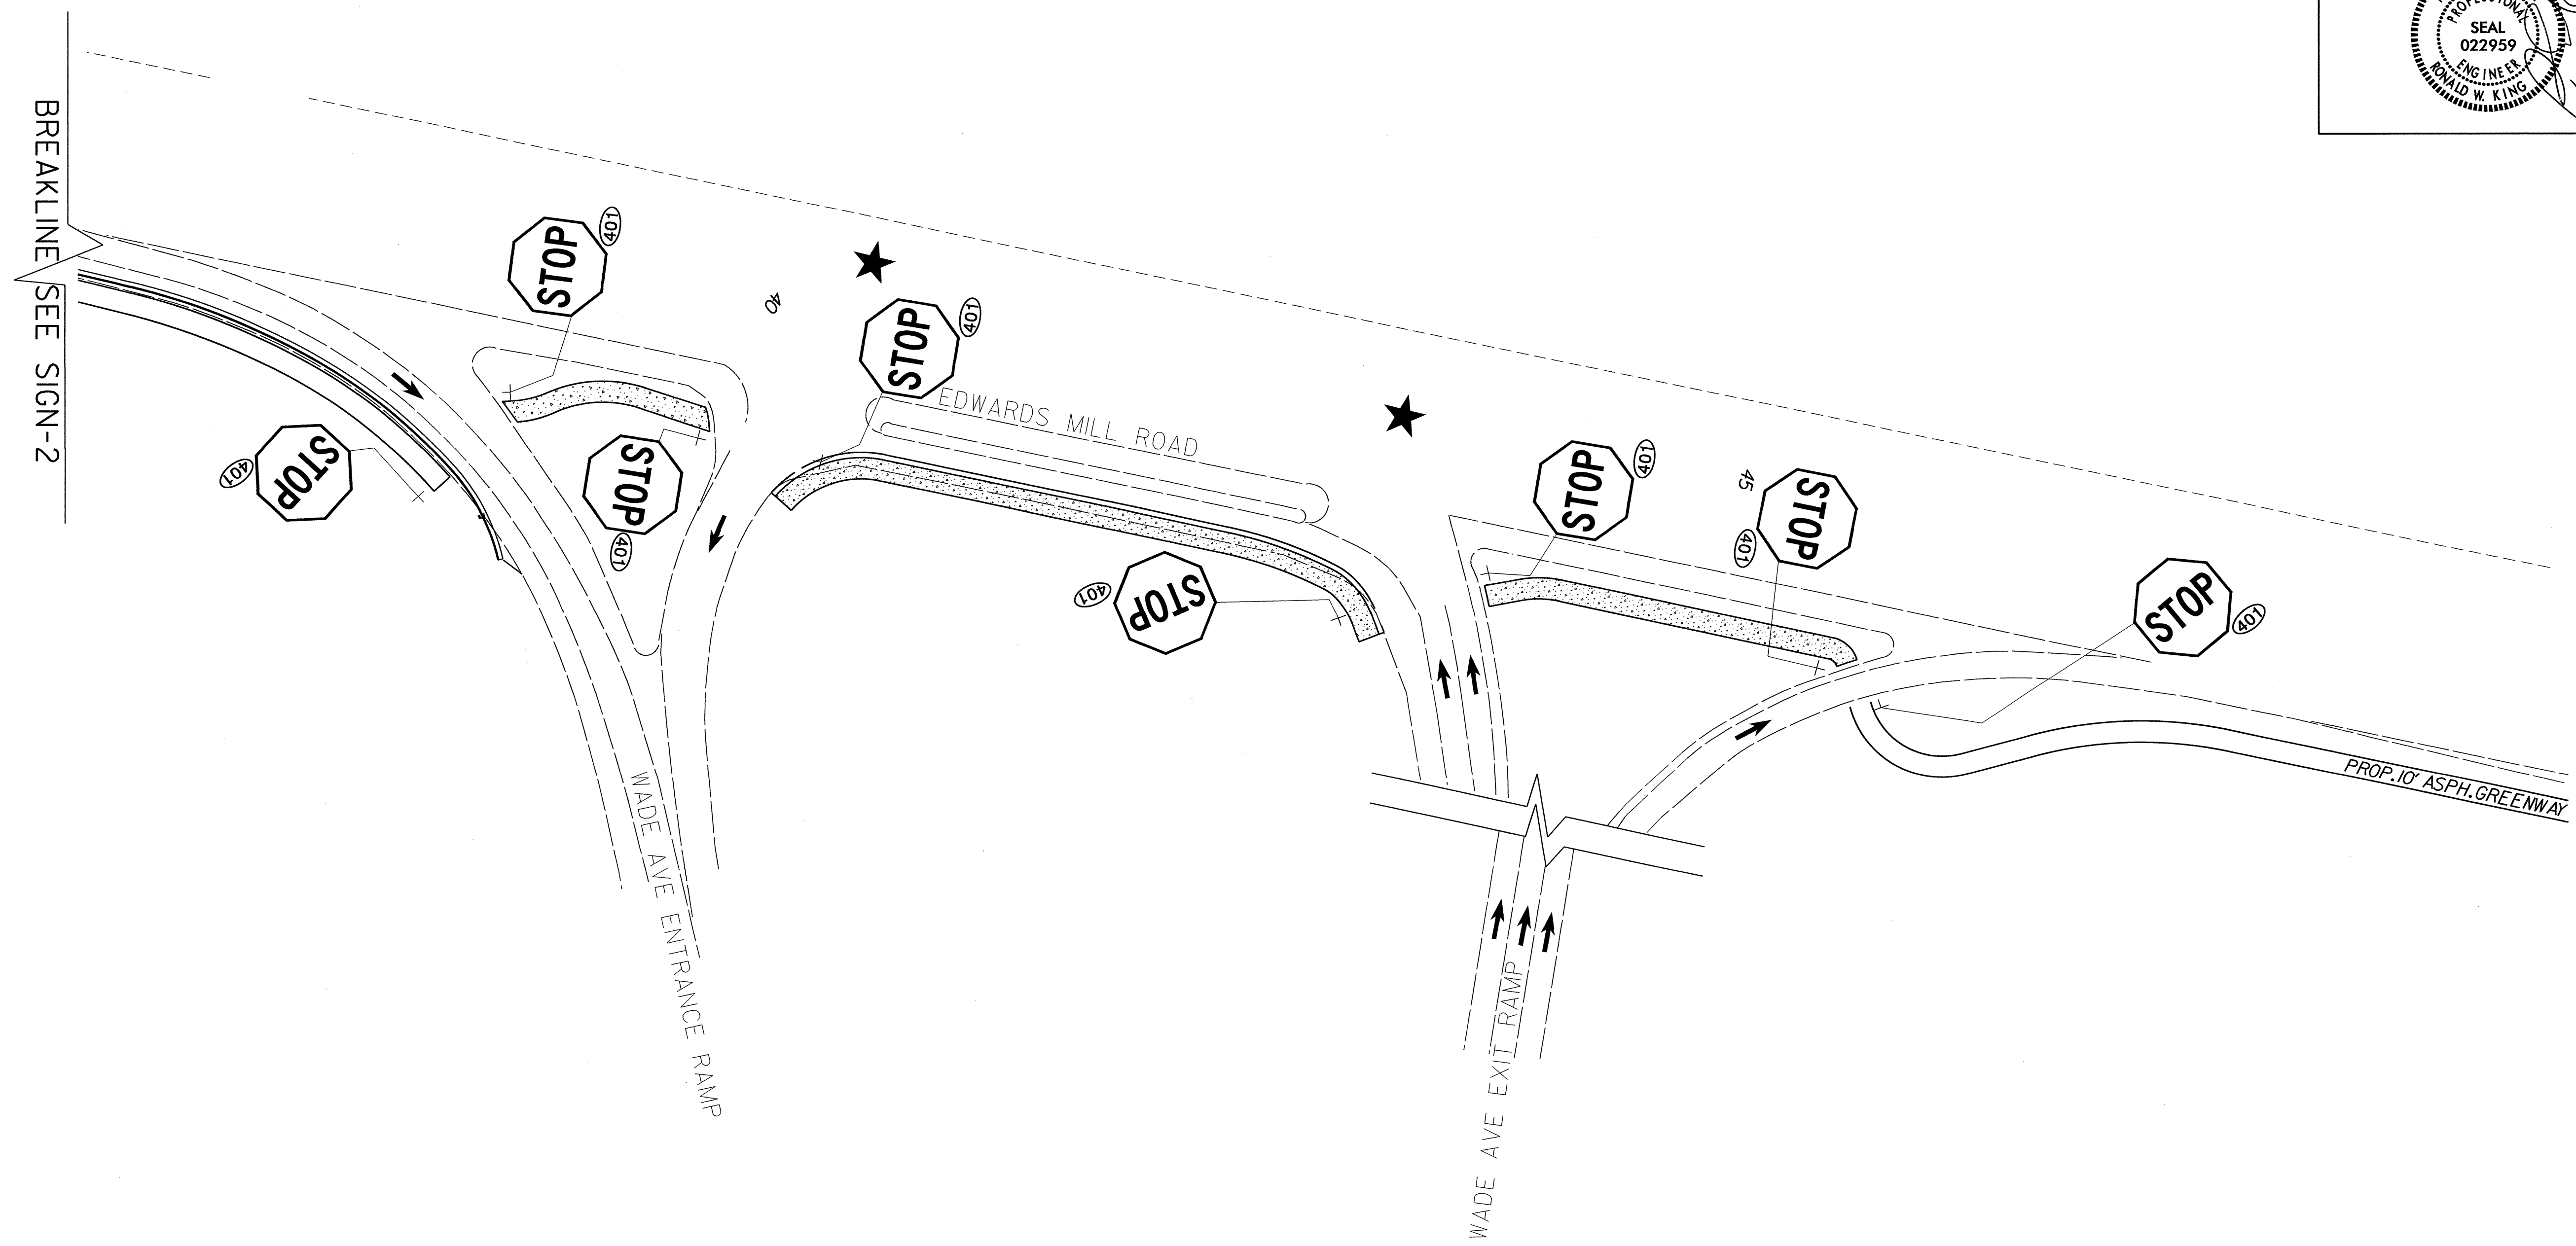 PROFESSIONAL
SEAL
022959
ENGINEER
RONALD W. KING
BREAKLINE SEE SIGN-2
STOP
401
40
STOP
401
EDWARDS MILL ROAD
STOP
401
STOP
401
STOP
401
45
STOP
401
STOP
401
STOP
401
PROP. 10' ASPH. GREENWAY
WADE AVE ENTRANCE RAMP
WADE AVE EXIT RAMP